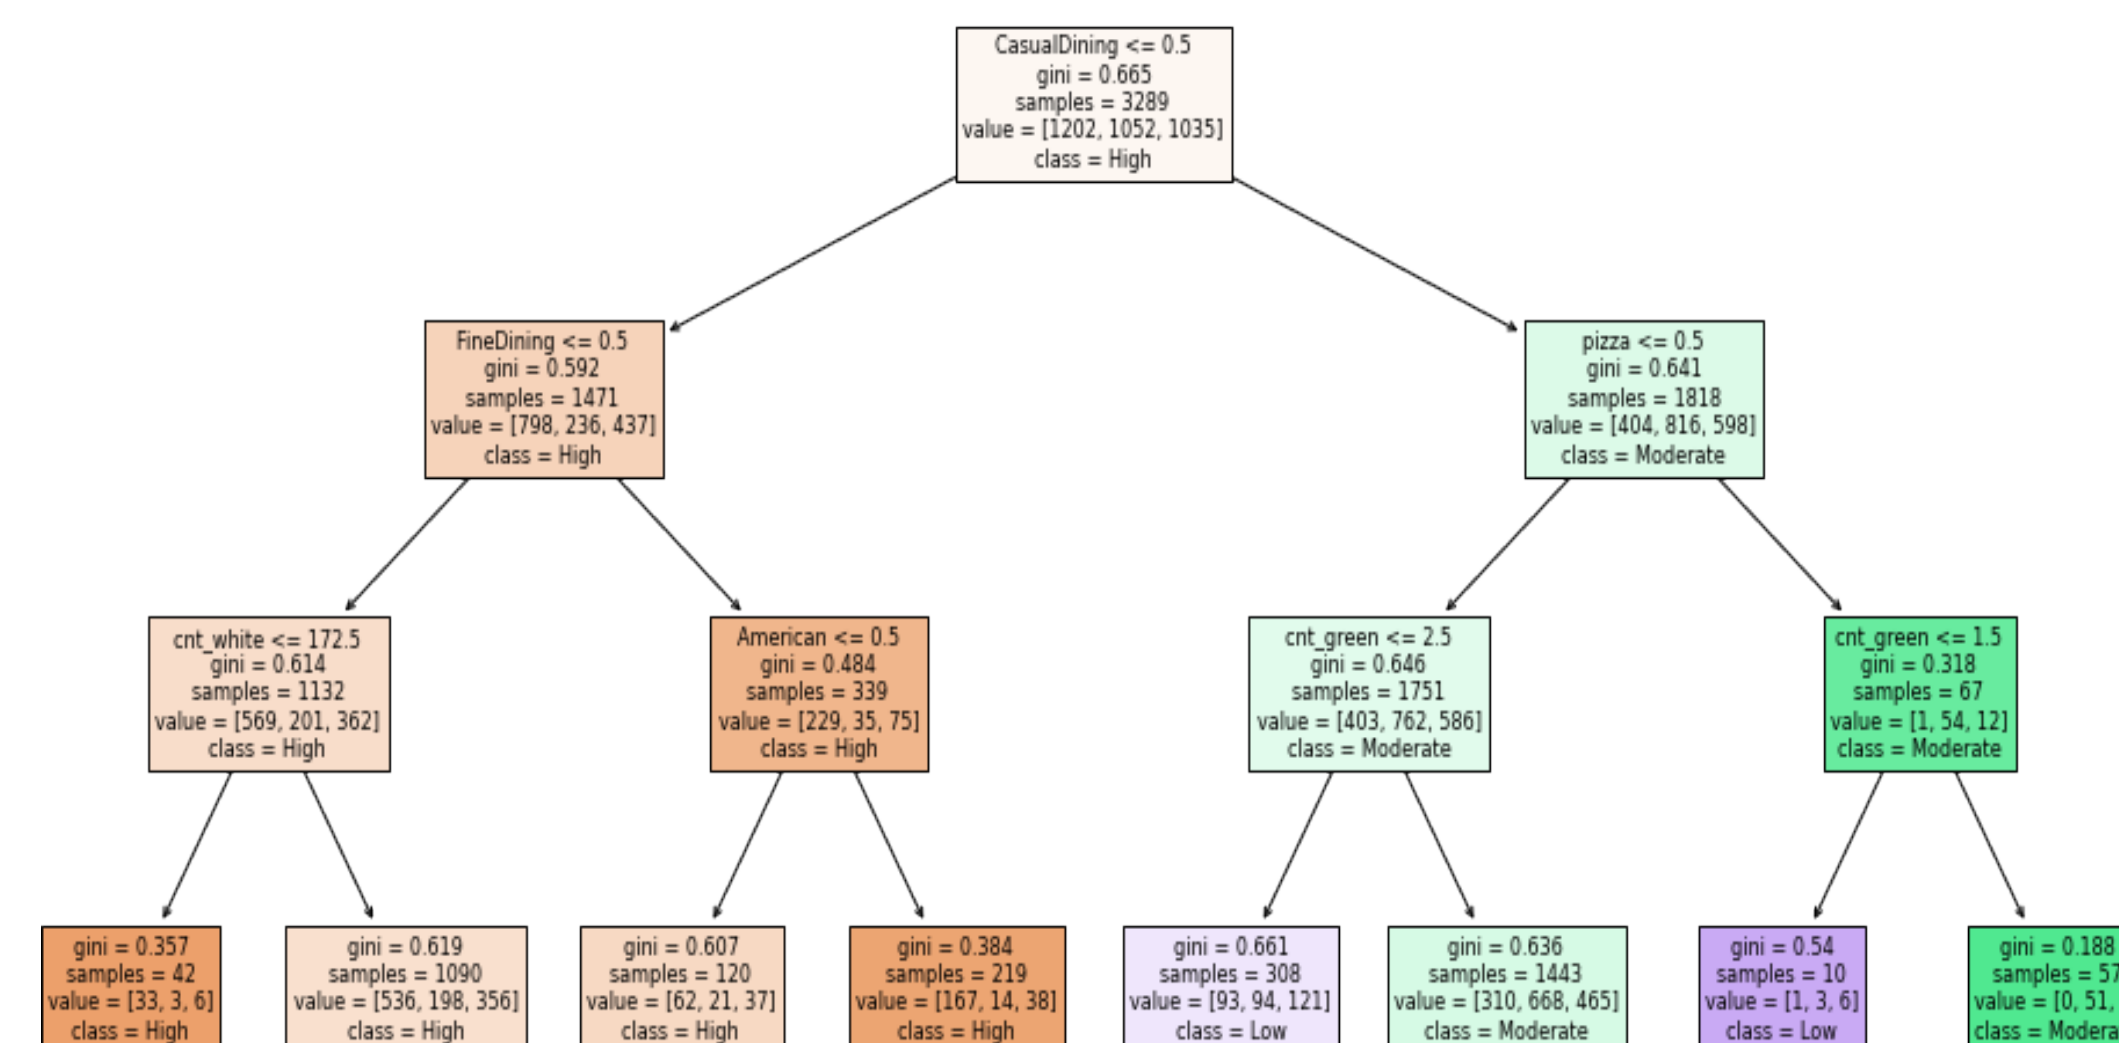 CasualDining <= 0.5
gini = 0.665
samples = 3289
value = [1202, 1052, 1035]
class = High
FineDining <= 0.5
gini = 0.592
samples = 1471
value = [798, 236, 437]
class = High
pizza <= 0.5
gini = 0.641
samples = 1818
value = [404, 816, 598]
class = Moderate
cnt_white <= 172.5
gini = 0.614
samples = 1132
value = [569, 201, 362]
class = High
American <= 0.5
gini = 0.484
samples = 339
value = [229, 35, 75]
class = High
cnt_green <= 2.5
gini = 0.646
samples = 1751
value = [403, 762, 586]
class = Moderate
cnt_green <= 1.5
gini = 0.318
samples = 67
value = [1, 54, 12]
class = Moderate
gini = 0.357
samples = 42
value = [33, 3, 6]
class = High
gini = 0.619
samples = 1090
value = [536, 198, 356]
class = High
gini = 0.607
samples = 120
value = [62, 21, 37]
class = High
gini = 0.384
samples = 219
value = [167, 14, 38]
class = High
gini = 0.661
samples = 308
value = [93, 94, 121]
class = Low
gini = 0.636
samples = 1443
value = [310, 668, 465]
class = Moderate
gini = 0.54
samples = 10
value = [1, 3, 6]
class = Low
gini = 0.188
samples = 57
value = [0, 51,
class = Modera